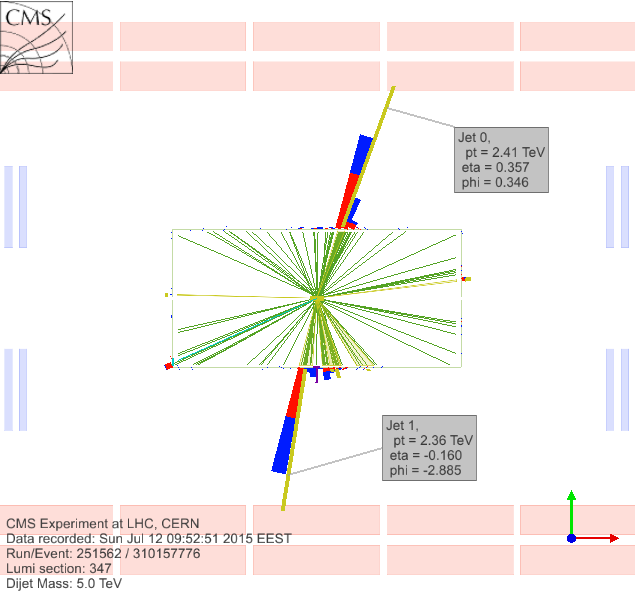 CMS
Jet 0,
pt = 2.41 TeV
eta = 0.357
phi = 0.346
Jet 1,
pt = 2.36 TeV
eta = -0.160
phi = -2.885
CMS Experiment at LHC, CERN
Data recorded: Sun Jul 12 09:52:51 2015 EEST
Run/Event: 251562 / 310157776
Lumi section: 347
Dijet Mass: 5.0 TeV